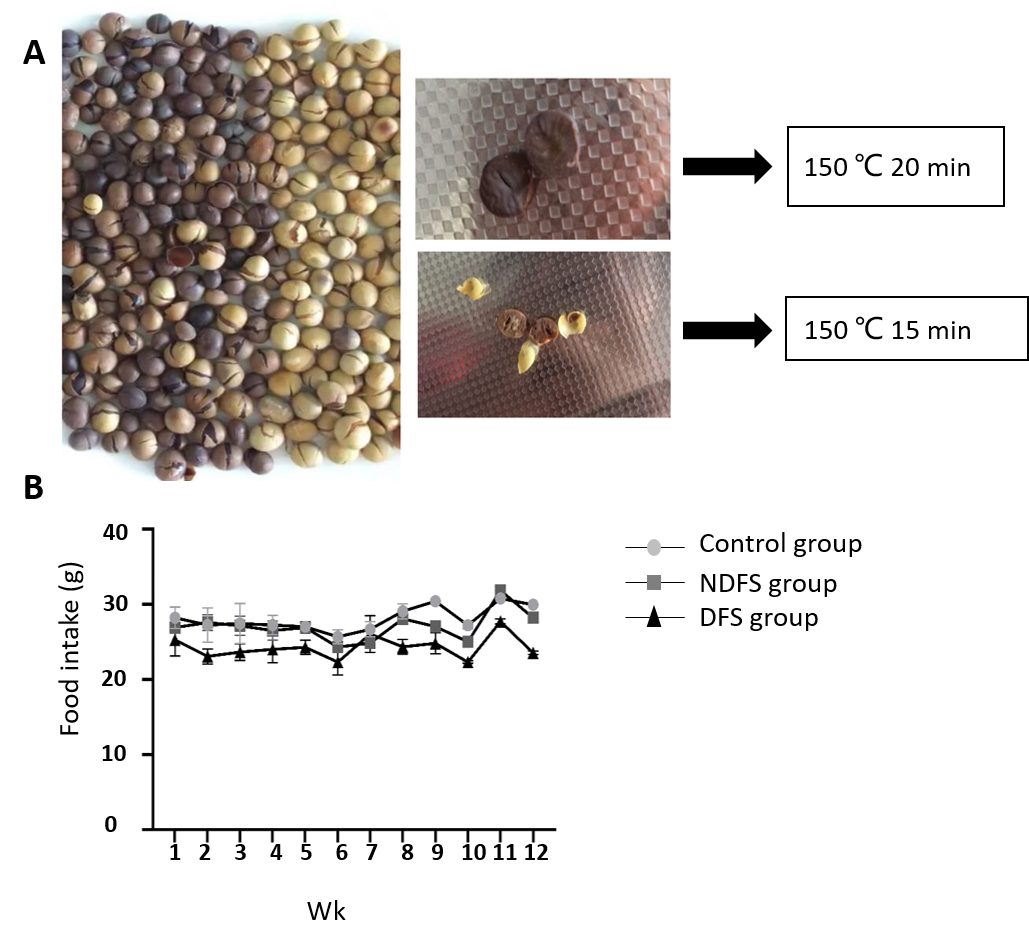 A
150 ℃ 20 min
150 ℃ 15 min
B
40
30
20
10
0
Food intake (g)
1 2 3 4 5 6 7 8 9 10 11 12
Wk
Control group
NDFS group
DFS group